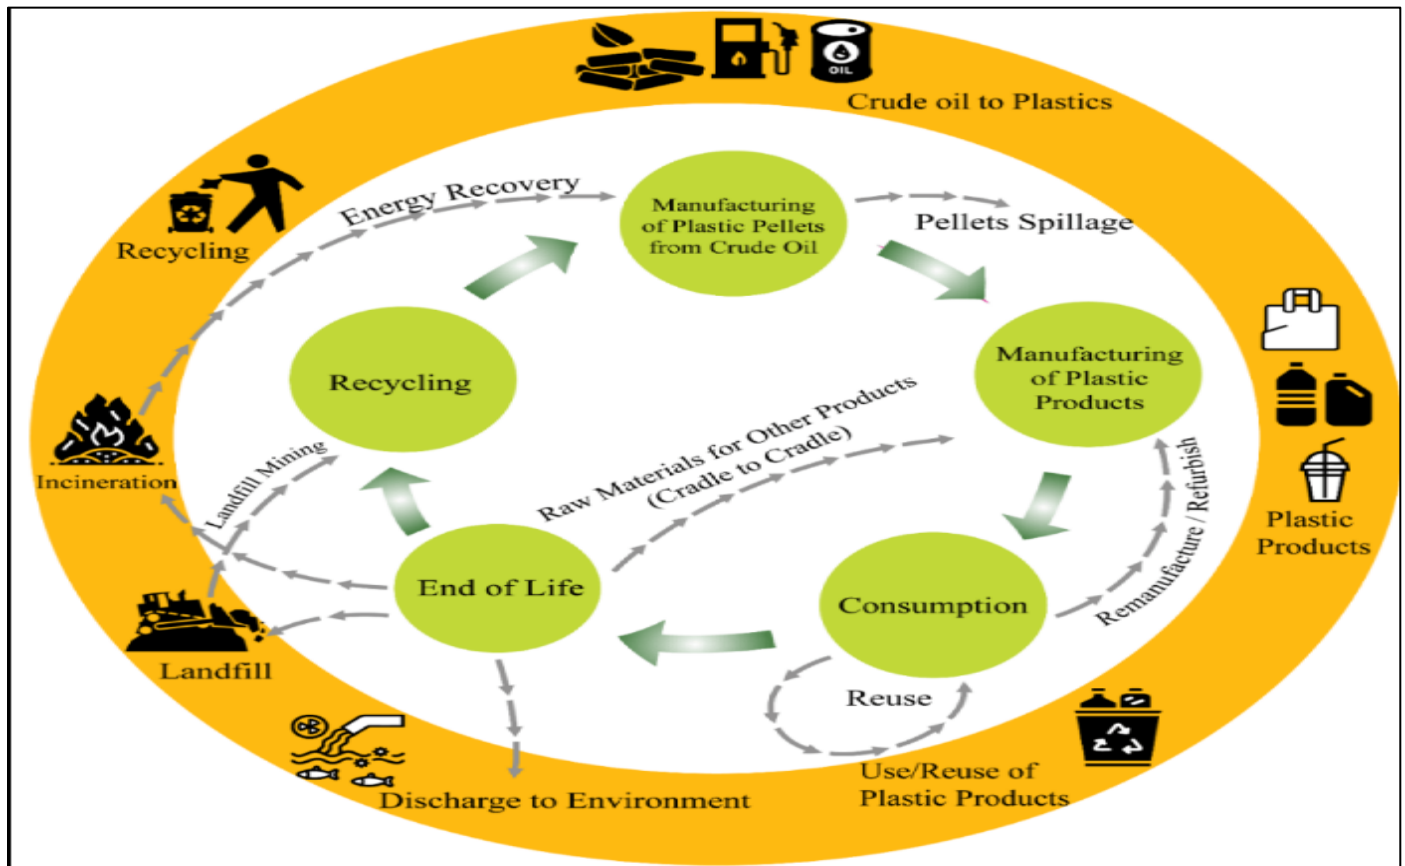 OIL
Crude oil to Plastics
Energy Recovery
Manufacturing
of Plastic Pellets
from Crude Oil
Pellets Spillage
Recycling
Recycling
Manufacturing
of Plastic
Products
Raw Materials for Other Products
(Cradle to Cradle)
Landfill Mining
Incineration
Remanufacture / Refurbish
Plastic
Products
End of Life
Consumption
Landfill
Reuse
Use/Reuse of
Plastic Products
Discharge to Environment